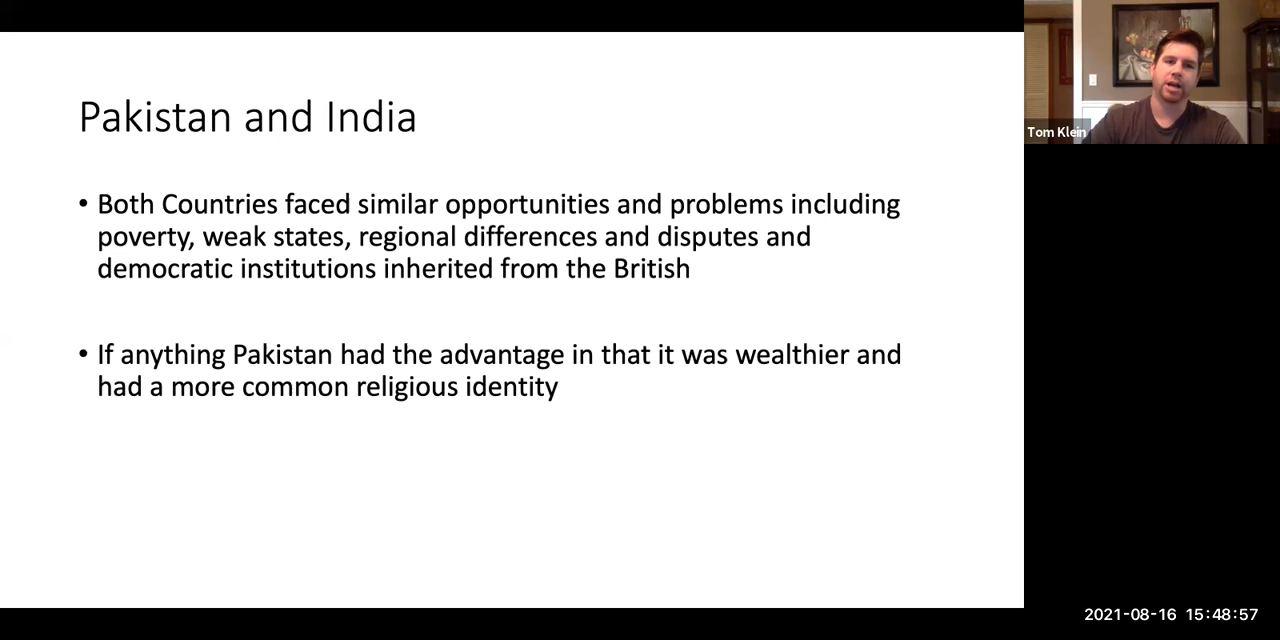 Pakistan and India
• Both Countries faced similar opportunities and problems including
poverty, weak states, regional differences and disputes and
democratic institutions inherited from the British
• If anything Pakistan had the advantage in that it was wealthier and
had a more common religious identity
Tom Klein
2021-08-16 15:48:57